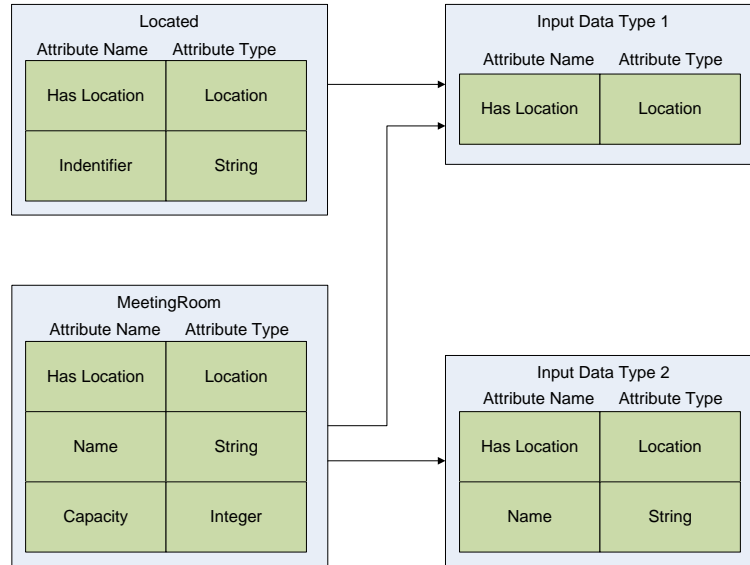 Located
Attribute Name Attribute Type
Has Location Location
Indentifier String
Input Data Type 1
Attribute Name Attribute Type
Has Location Location
MeetingRoom
Attribute Name Attribute Type
Has Location Location
Name String
Capacity Integer
Input Data Type 2
Attribute Name Attribute Type
Has Location Location
Name String